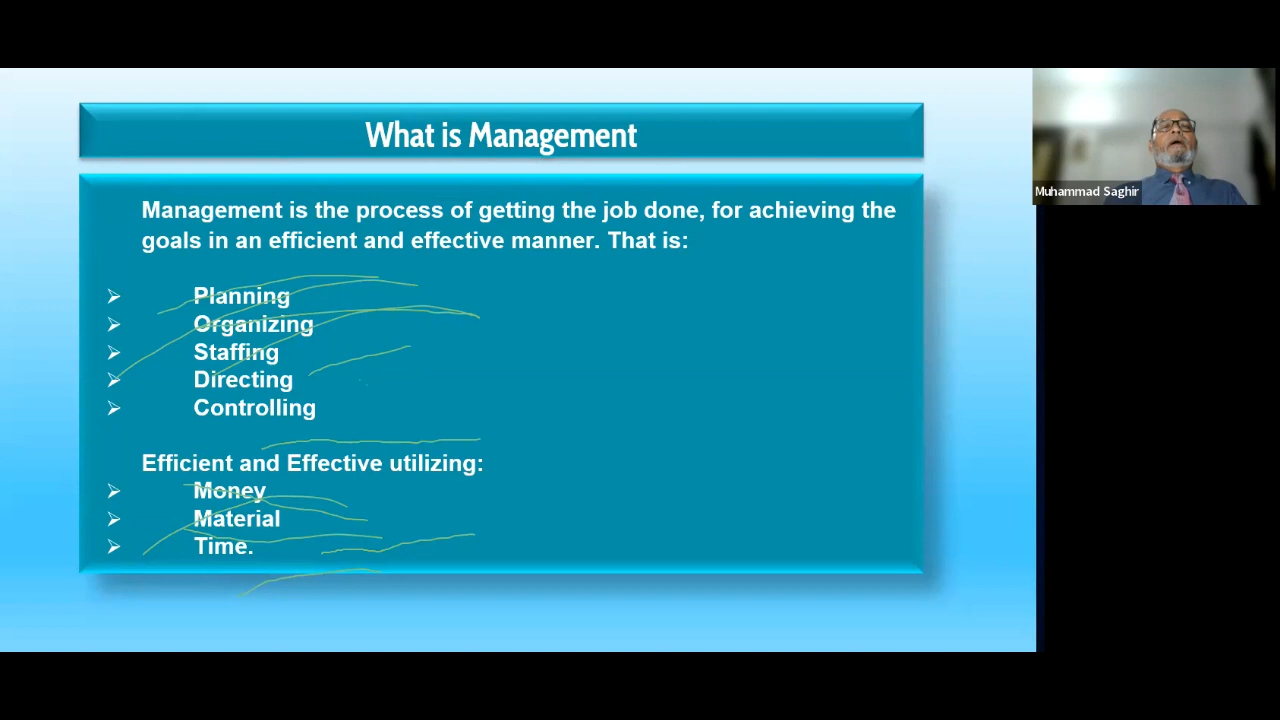 What is Management
Management is the process of getting the job done, for achieving the
goals in an efficient and effective manner. That is:
Planning
Organizing
Staffing
Directing
Controlling
Efficient and Effective utilizing:
Money
Material
Time.
Muhammad Saghir